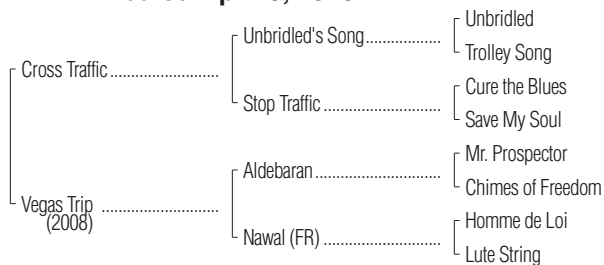 Unbridled
Unbridled's Song
Trolley Song
Cross Traffic
Cure the Blues
Stop Traffic
Save My Soul
Mr. Prospector
Aldebaran
Chimes of Freedom
Vegas Trip
(2008)
Homme de Loi
Nawal (FR)
Lute String